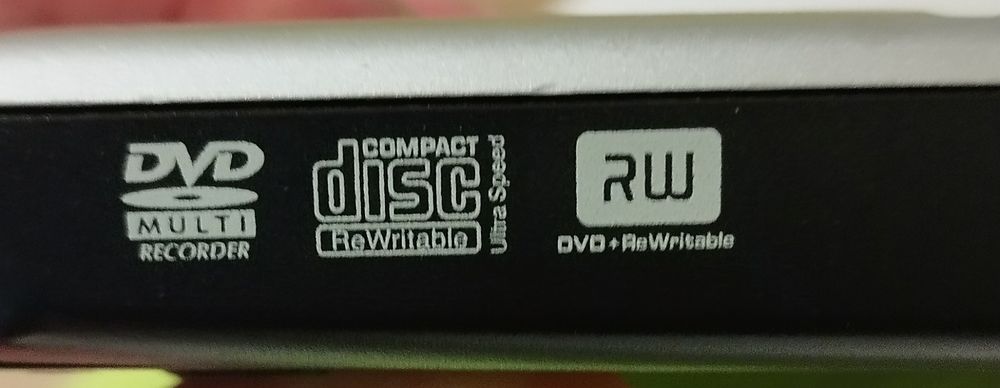 DVD
MULTI
RECORDER
COMPACT
disc
ReWritable
Ultra Speed
RW
DVD+ReWritable